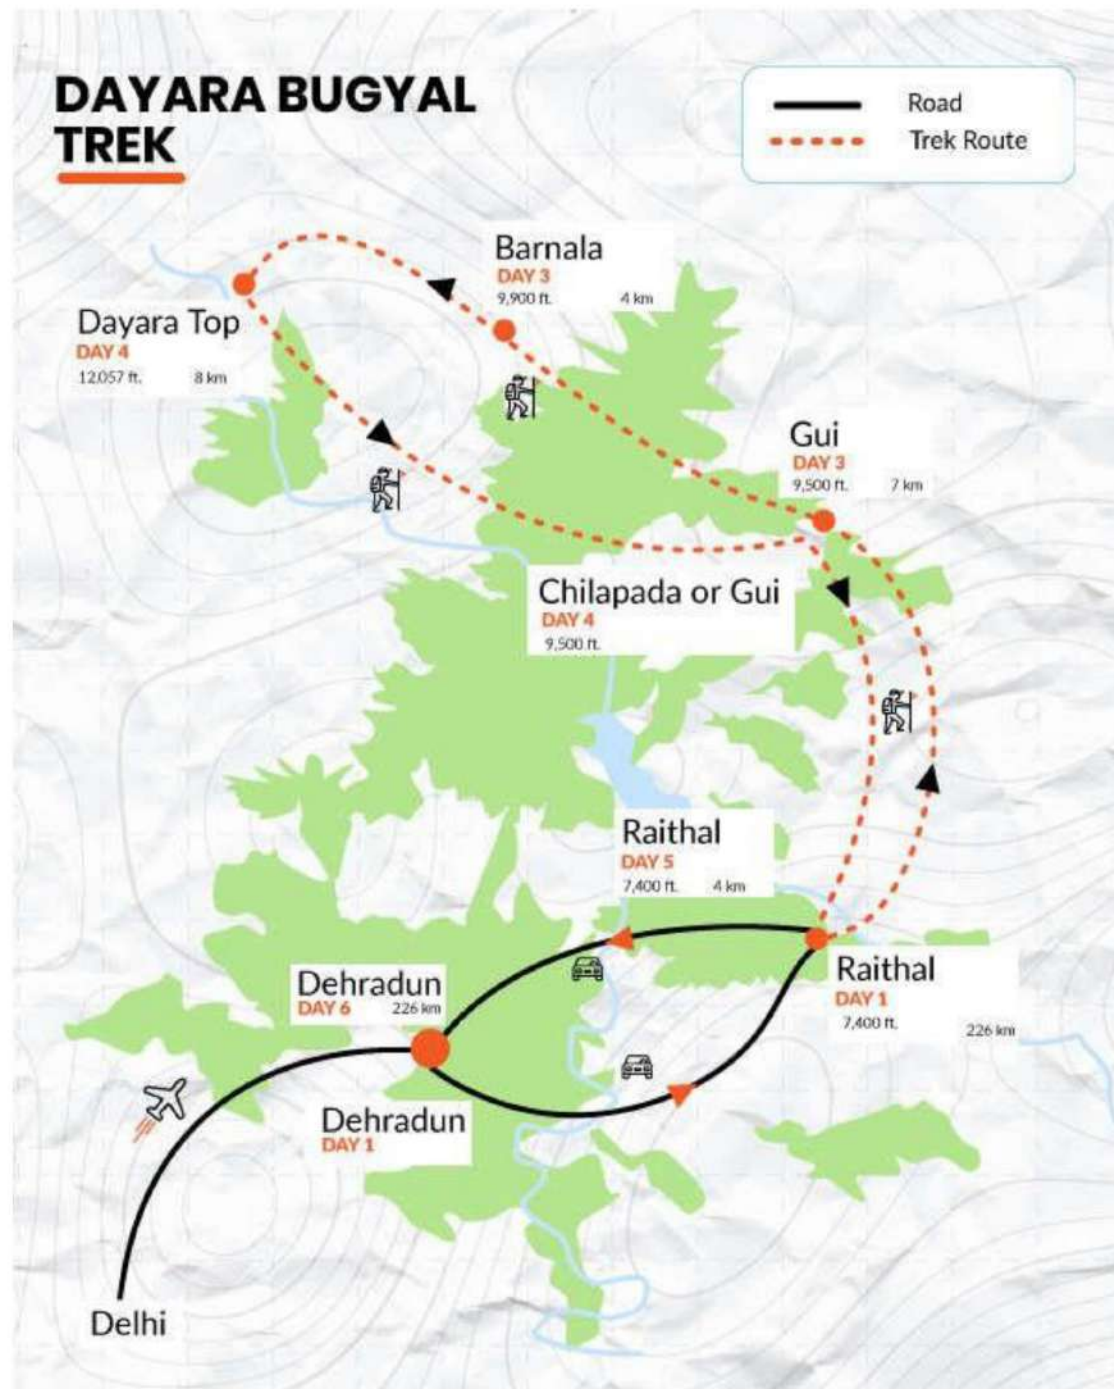 DAYARA BUGYAL
TREK
Road
Trek Route
Barnala
DAY 3
9,900 ft. 4 km
Dayara Top
DAY 4
12,057 ft. 8 km
Gui
DAY 3
9,500 ft. 7 km
Chilapada or Gui
DAY 4
9,500 ft.
Raithal
DAY 5
7,400 ft. 4 km
Raithal
DAY 1
7,400 ft.
226 km
Dehradun
DAY 6 226 km
Dehradun
DAY 1
Delhi